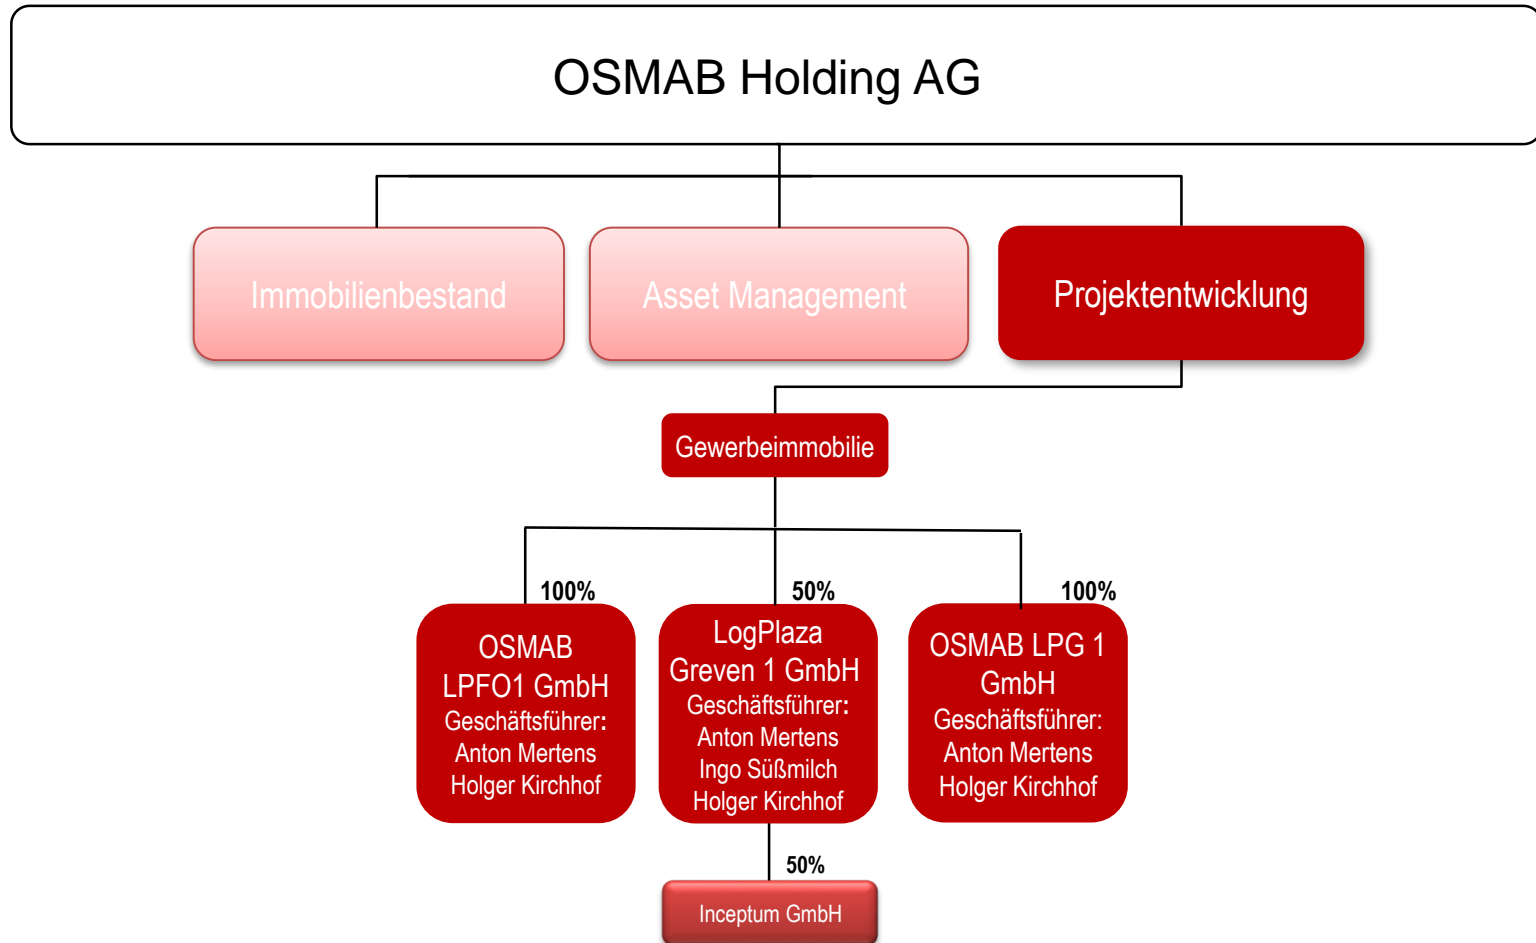 OSMAB Holding AG
Immobilienbestand
Asset Management
Projektentwicklung
Gewerbeimmobilie
100%
OSMAB
LPFO1 GmbH
Geschäftsführer:
Anton Mertens
Holger Kirchhof
50%
LogPlaza
Greven 1 GmbH
Geschäftsführer:
Anton Mertens
Ingo Süßmilch
Holger Kirchhof
100%
OSMAB LPG 1
GmbH
Geschäftsführer:
Anton Mertens
Holger Kirchhof
50%
Inceptum GmbH